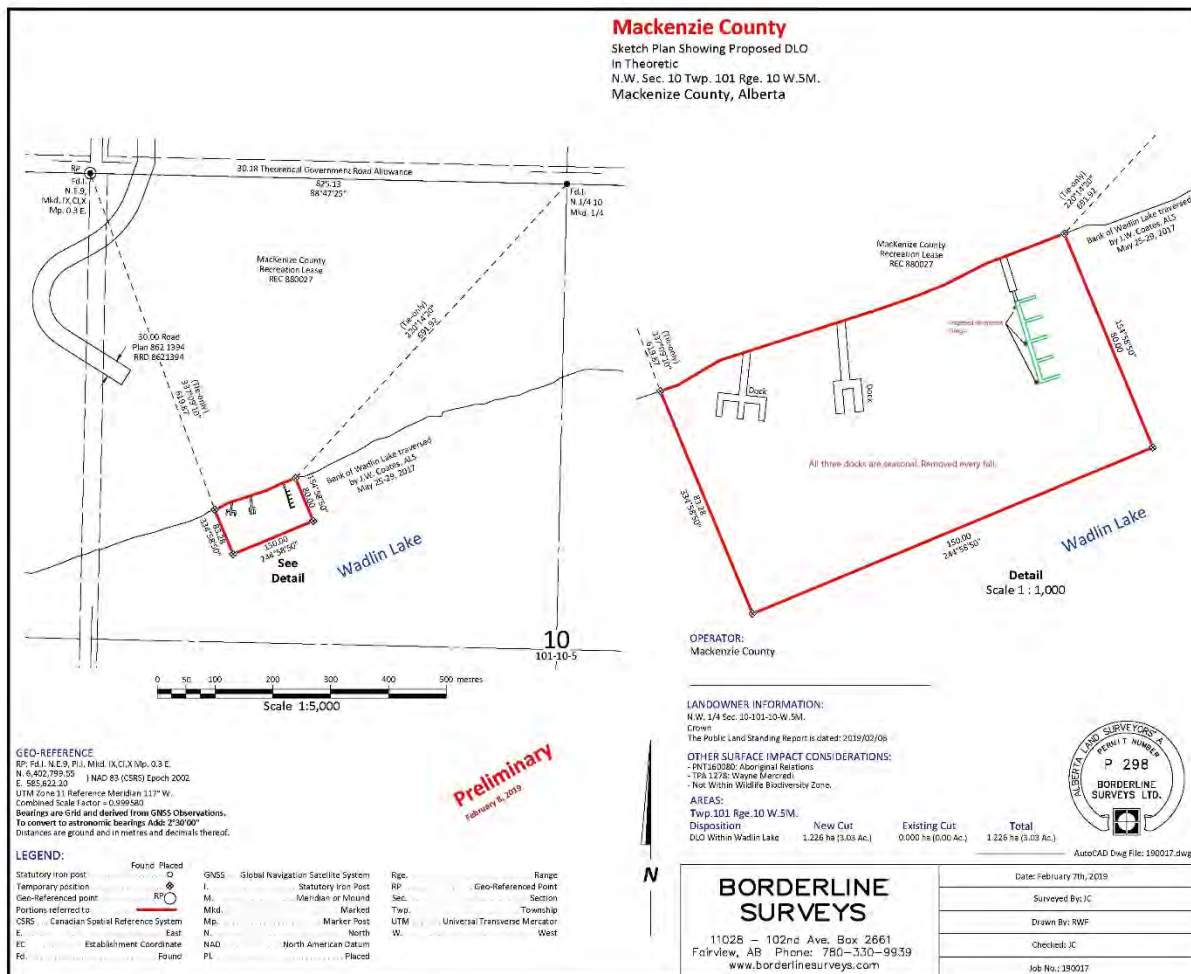 Mackenzie County
Sketch Plan Showing Proposed DLO
In Theoretic
N.W. Sec. 10 Twp. 101 Rge. 10 W.5M.
Mackenize County, Alberta
30.18 Theoretical Government Road Allowance
825.13
88°47'25"
RP
Fd.I.
N.E.9,
Mkd. IX,CI,X
Mp. 0.3 E.
Fd.I.
N.1/4 10
Mkd. 1/4
MacKenize County
Recreation Lease
REC 880027
30.00 Road
Plan 862 1394
RRD 8621394
(Tie-only)
337°09'10"
619.87
(Tie-only)
220°14'20"
691.92
Bank of Wadlin Lake traversed
by J.W. Coates, ALS
May 25-29, 2017
154°58'50"
80.00
83.28
334°58'50"
150.00
244°58'50"
See
Detail
Wadlin Lake
10
101-10-5
0 50 100 200 300 400 500 metres
Scale 1:5,000
(Tie-only)
220°14'20"
691.92
Bank of Wadlin Lake traversed
by J.W. Coates, ALS
May 25-29, 2017
MacKenize County
Recreation Lease
REC 880027
(Tie-only)
337°09'10"
619.87
Dock
Dock
154°58'50"
80.00
All three docks are seasonal. Removed every fall.
83.28
334°58'50"
150.00
244°58'50"
Wadlin Lake
Detail
Scale 1 : 1,000
OPERATOR:
Mackenzie County
LANDOWNER INFORMATION:
N.W. 1/4 Sec. 10-101-10-W.5M.
Crown
The Public Land Standing Report is dated: 2019/02/06
OTHER SURFACE IMPACT CONSIDERATIONS:
- PNT160080: Aboriginal Relations
- TPA 1278: Wayne Mercredi
- Not Within Wildlife Biodiversity Zone.
AREAS:
Twp.101 Rge.10 W.5M.
Disposition New Cut Existing Cut Total
DLO Within Wadlin Lake 1.226 ha (3.03 Ac.) 0.000 ha (0.00 Ac.) 1.226 ha (3.03 Ac.)
ALBERTA LAND SURVEYORS' A
PERMIT NUMBER
P 298
BORDERLINE
SURVEYS LTD.
AutoCAD Dwg File: 190017.dwg
GEO-REFERENCE
RP: Fd.I. N.E.9, Pl.I, Mkd. IX,CI,X Mp. 0.3 E.
N. 6,402,799.55
E. 585,622.20
} NAD 83 (CSRS) Epoch 2002
UTM Zone 11 Reference Meridian 117° W.
Combined Scale Factor = 0.999580
Bearings are Grid and derived from GNSS Observations.
To convert to astronomic bearings Add: 2°30'00"
Distances are ground and in metres and decimals thereof.
Preliminary
February 8, 2019
N
LEGEND:
Found Placed
Statutory iron post
Temporary position
Geo-Referenced point RP
Portions referred to
CSRS Canadian Spatial Reference System
E. East
EC Establishment Coordinate
Fd. Found
GNSS Global Navigation Satellite System
I. Statutory Iron Post
M. Meridian or Mound
Mkd. Marked
Mp. Marker Post
N. North
NAD North American Datum
Pl. Placed
Rge. Range
RP Geo-Referenced Point
Sec. Section
Twp. Township
UTM Universal Transverse Mercator
W. West
BORDERLINE
SURVEYS
11028 – 102nd Ave. Box 2661
Fairview, AB Phone: 780-330-9939
www.borderlinesurveys.com
Date: February 7th, 2019
Surveyed By: JC
Drawn By: RWF
Checked: JC
Job No.: 190017